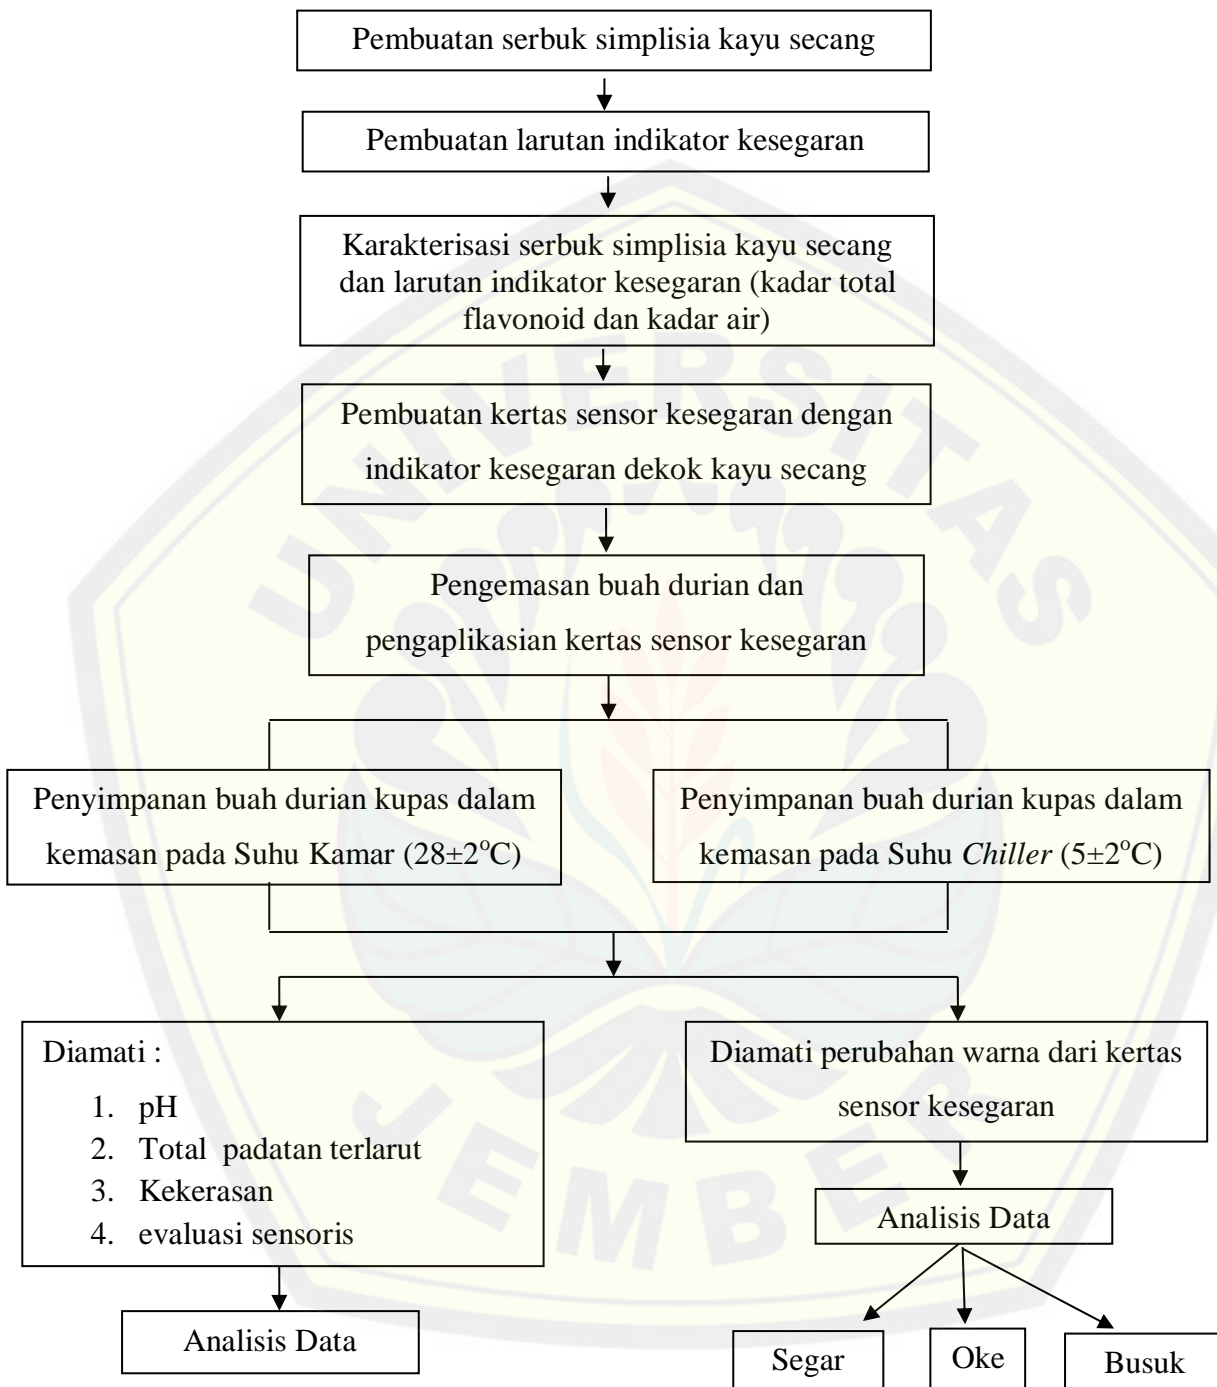 Pembuatan serbuk simplisia kayu secang
Pembuatan larutan indikator kesegaran
Karakterisasi serbuk simplisia kayu secang
dan larutan indikator kesegaran (kadar total
flavonoid dan kadar air)
Pembuatan kertas sensor kesegaran dengan
indikator kesegaran dekok kayu secang
Pengemasan buah durian dan
pengaplikasian kertas sensor kesegaran
Penyimpanan buah durian kupas dalam
kemasan pada Suhu Kamar (28±2°C)
Penyimpanan buah durian kupas dalam
kemasan pada Suhu Chiller (5±2°C)
Diamati :
1. pH
2. Total padatan terlarut
3. Kekerasan
4. evaluasi sensoris
Analisis Data
Diamati perubahan warna dari kertas
sensor kesegaran
Analisis Data
Segar
Oke
Busuk
UNIVERSITAS
JEMBER